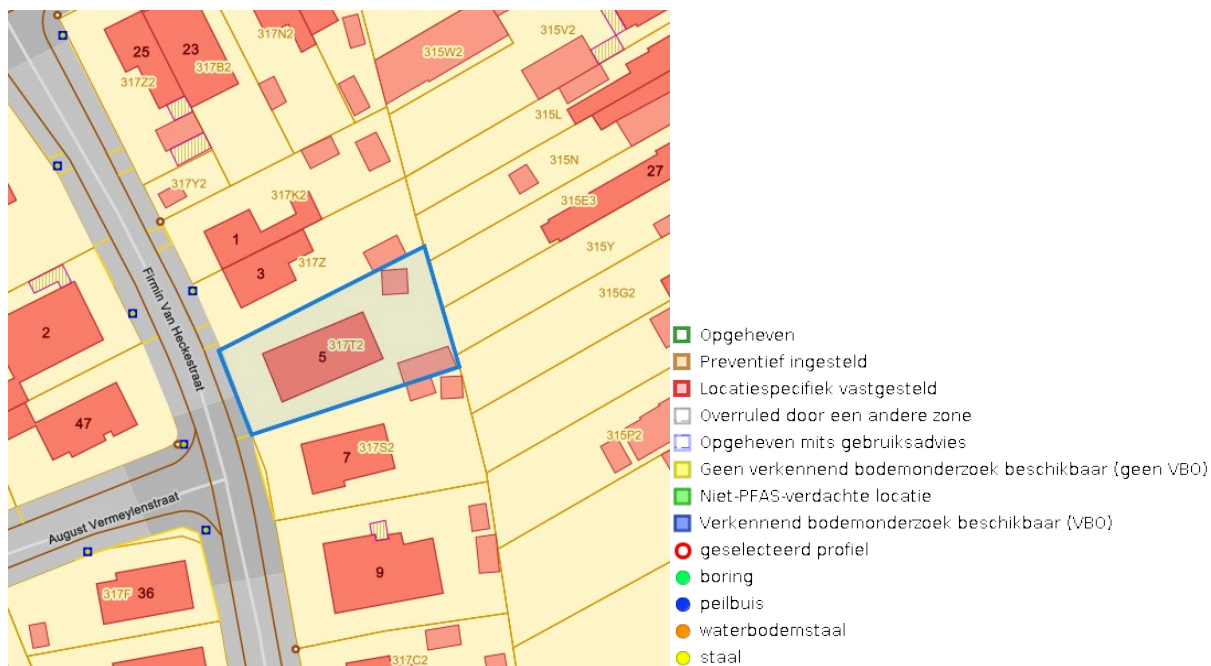 25
23
317N2
317B2
317Z2
315W2
315V2
315L
315N
27
317Y2
317K2
315E3
1
317Z
3
315Y
315G2
Firmin Van Heckestraat
2
317T2
5
47
317S2
7
315P2
August Vermeylenstraat
9
317F
36
317C2
Opgeheven
Preventief ingesteld
Locatiespecifiek vastgesteld
Overruled door een andere zone
Opgeheven mits gebruiksadvies
Geen verkennend bodemonderzoek beschikbaar (geen VBO)
Niet-PFAS-verdachte locatie
Verkennend bodemonderzoek beschikbaar (VBO)
geselecteerd profiel
boring
peilbuis
waterbodemstaal
staal